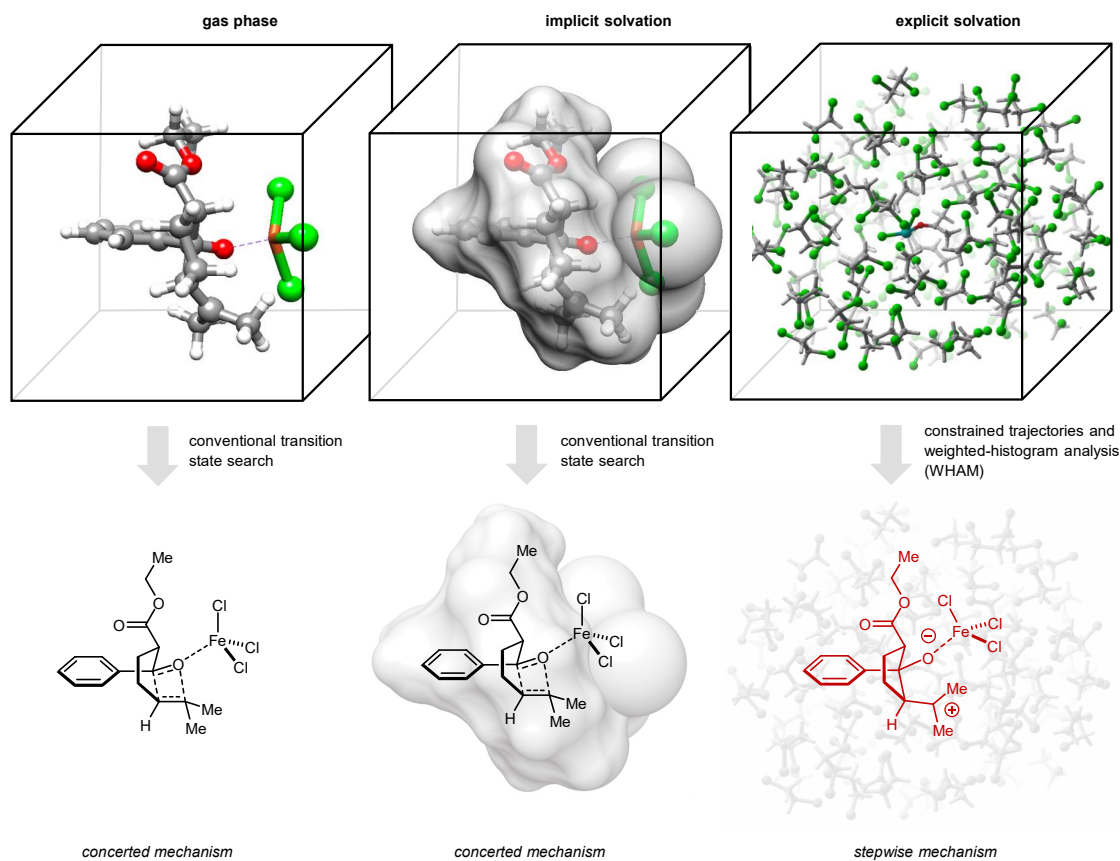 gas phase
implicit solvation
explicit solvation
conventional transition
state search
conventional transition
state search
constrained trajectories and
weighted-histogram analysis
(WHAM)
Me
O
O
O
Fe
Cl
Cl
Cl
H
Me
Me
Me
O
O
O
Fe
Cl
Cl
Cl
H
Me
Me
Me
O
O
O
⊖
Fe
Cl
Cl
Cl
H
Me
Me
⊕
concerted mechanism
concerted mechanism
stepwise mechanism